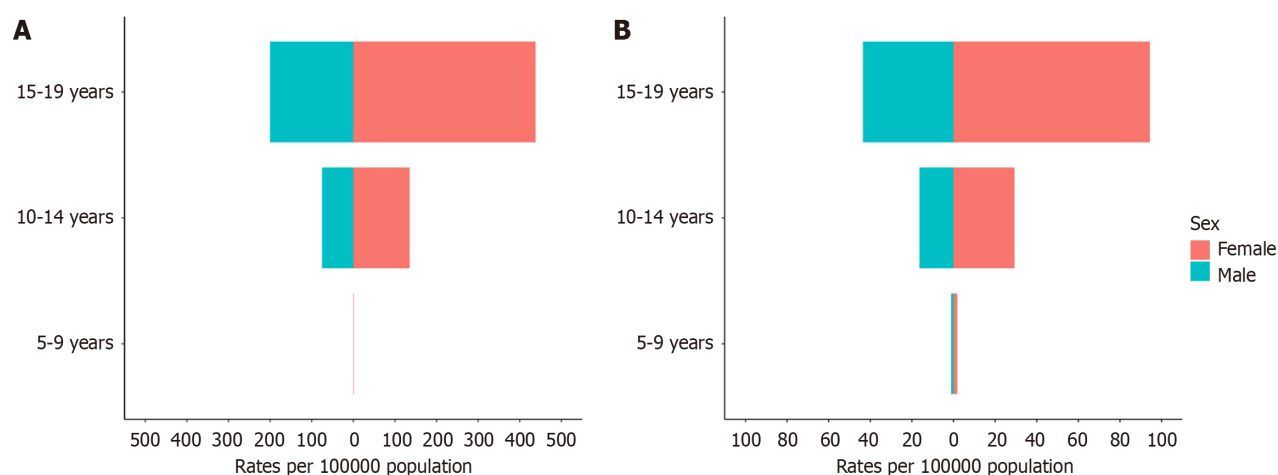 A
15-19 years
10-14 years
5-9 years
500 400 300 200 100 0 100 200 300 400 500
Rates per 100000 population
B
15-19 years
10-14 years
5-9 years
100 80 60 40 20 0 20 40 60 80 100
Rates per 100000 population
Sex
Female
Male